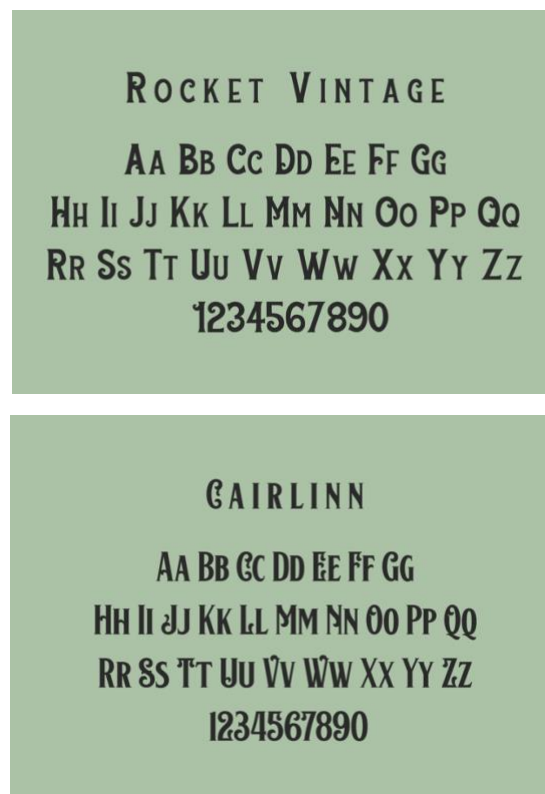 Rocket Vintage
Aa Bb Cc Dd Ee Ff Gg
Hh Ii Jj Kk Ll Mm Nn Oo Pp Qq
Rr Ss Tt Uu Vv Ww Xx Yy Zz
1234567890
Cairlinn
Aa Bb Cc Dd Ee Ff Gg
Hh Ii Jj Kk Ll Mm Nn Oo Pp Qq
Rr Ss Tt Uu Vv Ww Xx Yy Zz
1234567890